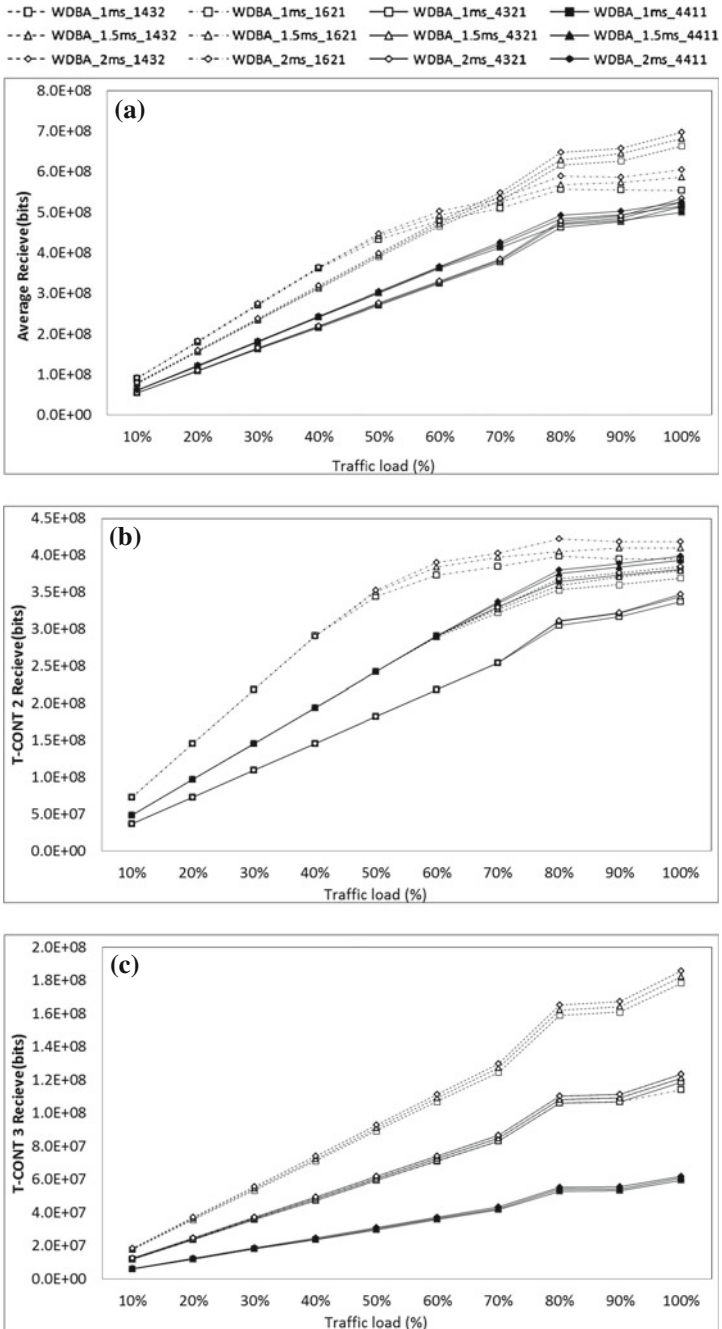 WDBA_1ms_1432 WDBA_1ms_1621 WDBA_1ms_4321 WDBA_1ms_4411
WDBA_1.5ms_1432 WDBA_1.5ms_1621 WDBA_1.5ms_4321 WDBA_1.5ms_4411
WDBA_2ms_1432 WDBA_2ms_1621 WDBA_2ms_4321 WDBA_2ms_4411
(a)
Average Recieve(bits)
8.0E+08
7.0E+08
6.0E+08
5.0E+08
4.0E+08
3.0E+08
2.0E+08
1.0E+08
0.0E+00
10% 20% 30% 40% 50% 60% 70% 80% 90% 100%
Traffic load (%)
(b)
T-CONT 2 Recieve(bits)
4.5E+08
4.0E+08
3.5E+08
3.0E+08
2.5E+08
2.0E+08
1.5E+08
1.0E+08
5.0E+07
0.0E+00
10% 20% 30% 40% 50% 60% 70% 80% 90% 100%
Traffic load (%)
(c)
T-CONT 3 Recieve(bits)
2.0E+08
1.8E+08
1.6E+08
1.4E+08
1.2E+08
1.0E+08
8.0E+07
6.0E+07
4.0E+07
2.0E+07
0.0E+00
10% 20% 30% 40% 50% 60% 70% 80% 90% 100%
Traffic load (%)